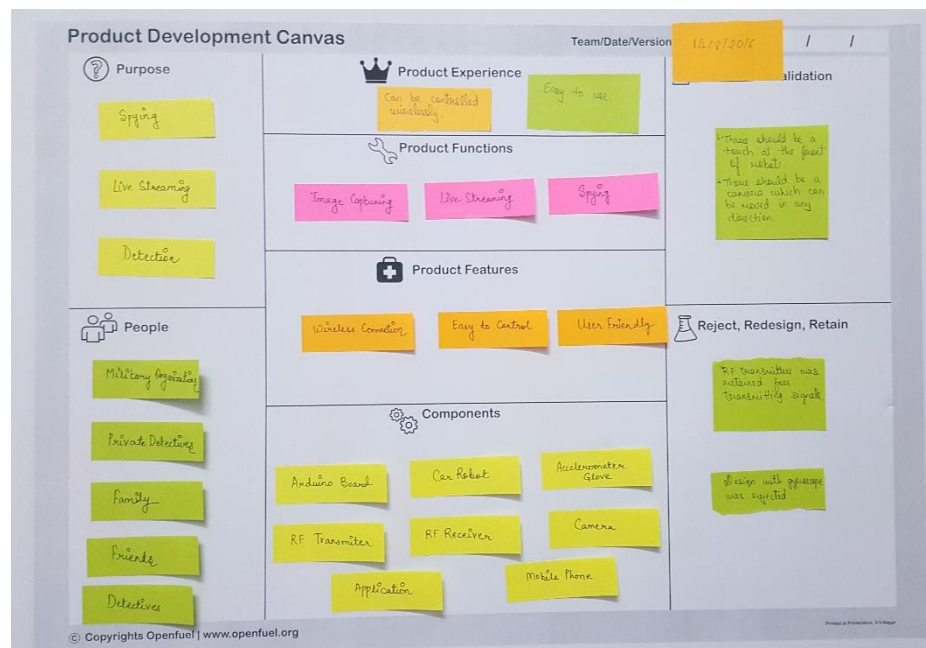 Product Development Canvas
Team/Date/Version
/ /
Purpose
Spying
Live Streaming
Detection
People
Military Organisations
Private Detectives
Family
Friends
Detectives
Product Experience
Can be controlled
wirelessly.
Easy to use.
Product Functions
Image Capturing
Live Streaming
Spying
Product Features
Wireless Connection
Easy to Control
User Friendly
Components
Arduino Board
Car Robot
Accelerometer
Glove
RF Transmiter
RF Receiver
Camera
Application
Mobile Phone
alidation
There should be a
at the front
of robot.
There should be a
camera which can
be moved in any
direction.
Reject, Redesign, Retain
RF transmitter was
retained for
transmitting signals
Design with gyroscope
was rejected
© Copyrights Openfuel | www.openfuel.org